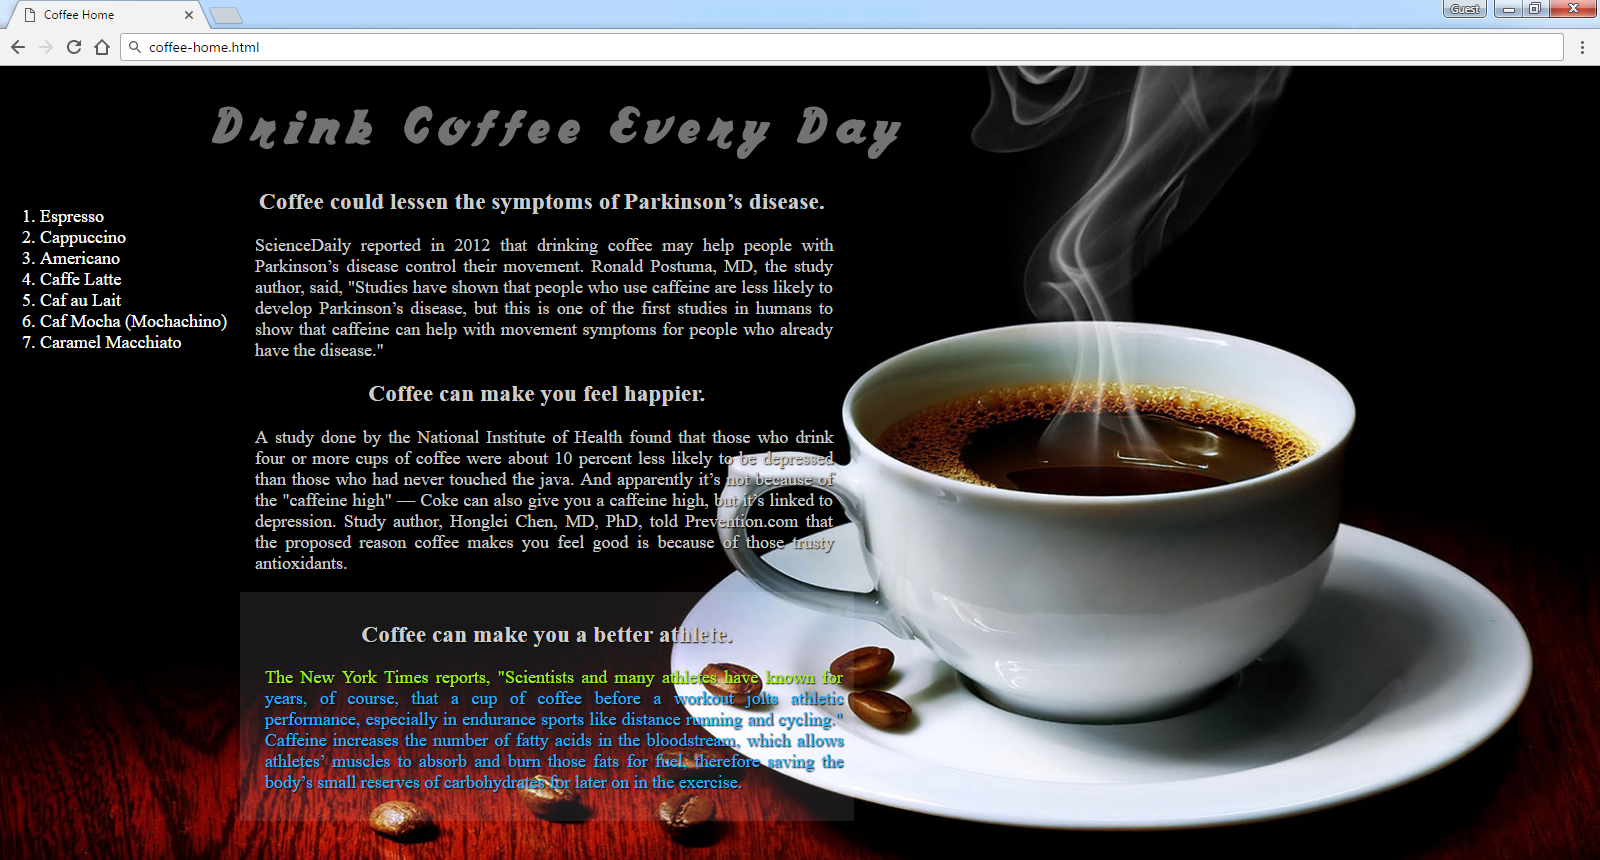 Coffee Home
Guest
coffee-home.html
Drink Coffee Every Day
1. Espresso
2. Cappuccino
3. Americano
4. Caffe Latte
5. Caf au Lait
6. Caf Mocha (Mochachino)
7. Caramel Macchiato
Coffee could lessen the symptoms of Parkinson’s disease.
ScienceDaily reported in 2012 that drinking coffee may help people with
Parkinson’s disease control their movement. Ronald Postuma, MD, the study
author, said, "Studies have shown that people who use caffeine are less likely to
develop Parkinson’s disease, but this is one of the first studies in humans to
show that caffeine can help with movement symptoms for people who already
have the disease."
Coffee can make you feel happier.
A study done by the National Institute of Health found that those who drink
four or more cups of coffee were about 10 percent less likely to be depressed
than those who had never touched the java. And apparently it’s not because of
the "caffeine high" — Coke can also give you a caffeine high, but it’s linked to
depression. Study author, Honglei Chen, MD, PhD, told Prevention.com that
the proposed reason coffee makes you feel good is because of those trusty
antioxidants.
Coffee can make you a better athlete.
The New York Times reports, "Scientists and many athletes have known for
years, of course, that a cup of coffee before a workout jolts athletic
performance, especially in endurance sports like distance running and cycling."
Caffeine increases the number of fatty acids in the bloodstream, which allows
athletes’ muscles to absorb and burn those fats for fuel, therefore saving the
body’s small reserves of carbohydrates for later on in the exercise.